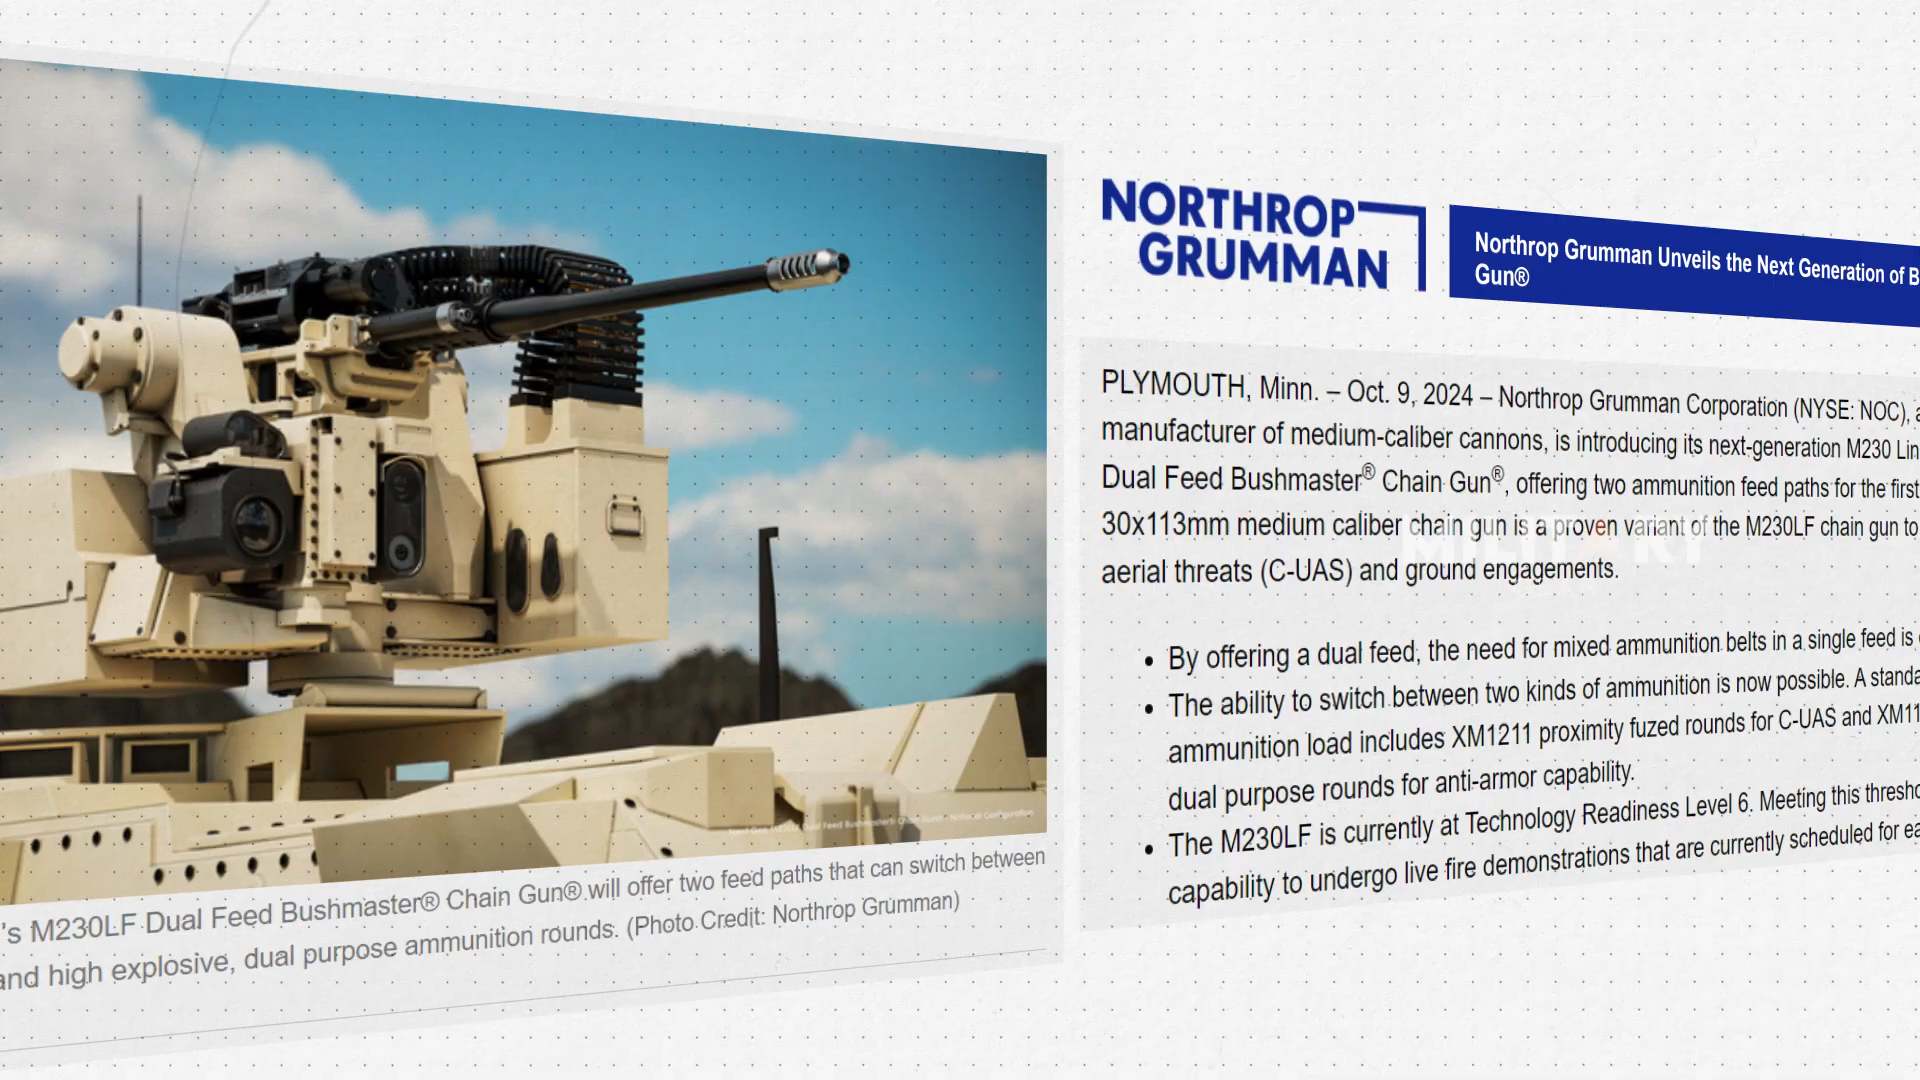 NORTHROP
GRUMMAN
Northrop Grumman Unveils the Next Generation of
Gun®
PLYMOUTH, Minn. – Oct. 9, 2024 – Northrop Grumman Corporation (NYSE: NOC),
manufacturer of medium-caliber cannons, is introducing its next-generation M230
Dual Feed Bushmaster® Chain Gun®, offering two ammunition feed paths for the first
30x113mm medium caliber chain gun is a proven variant of the M230LF chain gun to
aerial threats (C-UAS) and ground engagements.
MILITARY
• By offering a dual feed, the need for mixed ammunition belts in a single feed is
• The ability to switch between two kinds of ammunition is now possible. A
ammunition load includes XM1211 proximity fuzed rounds for C-UAS and
dual purpose rounds for anti-armor capability.
• The M230LF is currently at Technology Readiness Level 6. Meeting this
capability to undergo live fire demonstrations that are currently scheduled for
Dual Feed Bushmaster® Chain Gun
's M230LF Dual Feed Bushmaster® Chain Gun® will offer two feed paths that can switch between
and high explosive, dual purpose ammunition rounds. (Photo Credit: Northrop Grumman)